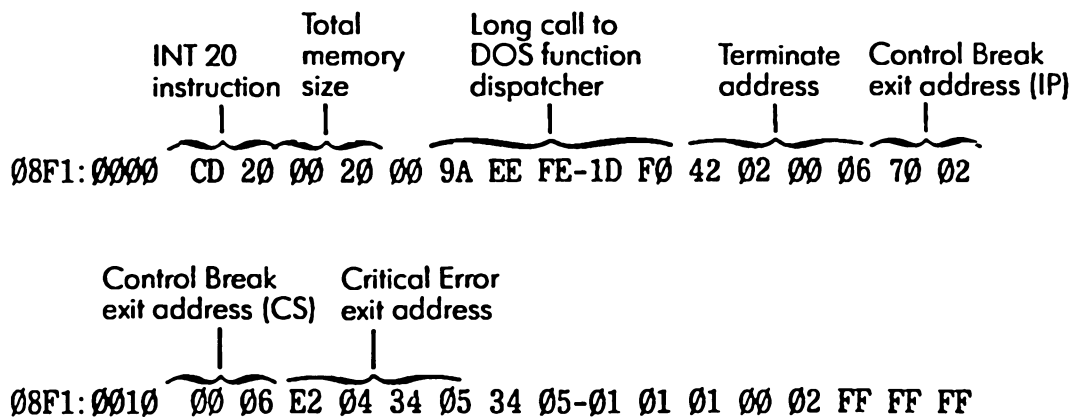 Total Long call to
INT 20 memory DOS function Terminate Control Break
instruction size dispatcher address exit address (IP)
Ø8F1:ØØØØ CD 2Ø ØØ 2Ø ØØ 9A EE FE-1D FØ 42 Ø2 ØØ Ø6 7Ø Ø2
Control Break Critical Error
exit address (CS) exit address
Ø8F1:ØØ1Ø ØØ Ø6 E2 Ø4 34 Ø5 34 Ø5-Ø1 Ø1 Ø1 ØØ Ø2 FF FF FF